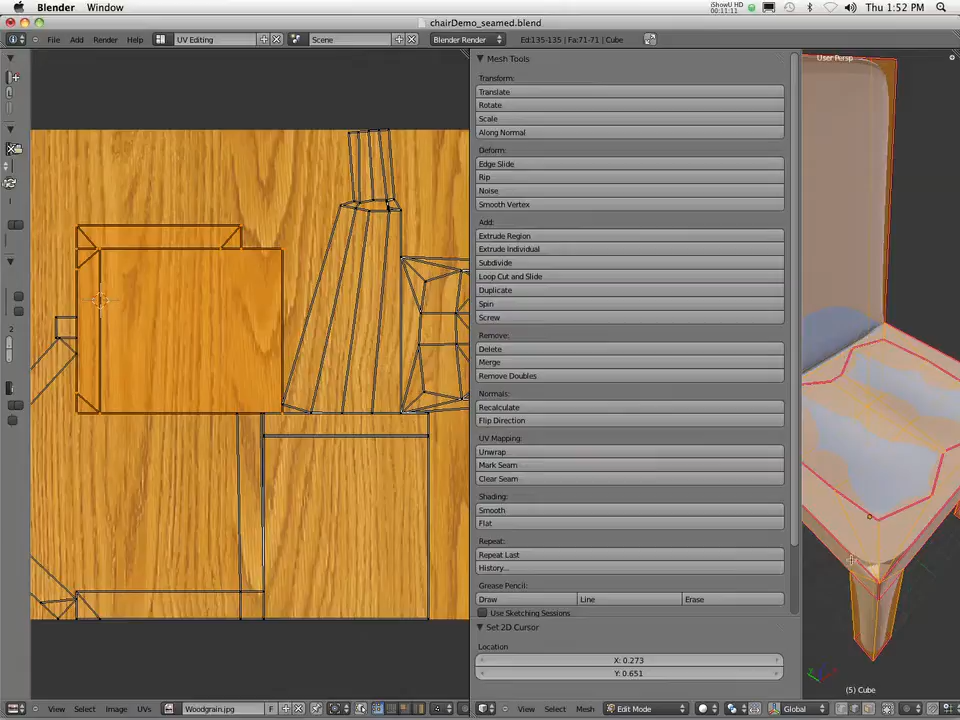 Blender Window
iShowU HD
00:11:11
Thu 1:52 PM
chairDemo_seamed.blend
File Add Render Help UV Editing Scene Blender Render Ed:135-135 | Fa:71-71 | Cube
Mesh Tools
User Persp
Transform:
Translate
Rotate
Scale
Along Normal
Deform:
Edge Slide
Rip
Noise
Smooth Vertex
Add:
Extrude Region
Extrude Individual
Subdivide
Loop Cut and Slide
Duplicate
Spin
Screw
Remove:
Delete
Merge
Remove Doubles
Normals:
Recalculate
Flip Direction
UV Mapping:
Unwrap
Mark Seam
Clear Seam
Shading:
Smooth
Flat
Repeat:
Repeat Last
History...
Grease Pencil:
Draw Line Erase
Use Sketching Sessions
Set 2D Cursor
Location
X: 0.273
Y: 0.651
(5) Cube
View Select Image UVs Woodgrain.jpg F View Select Mesh Edit Mode Global